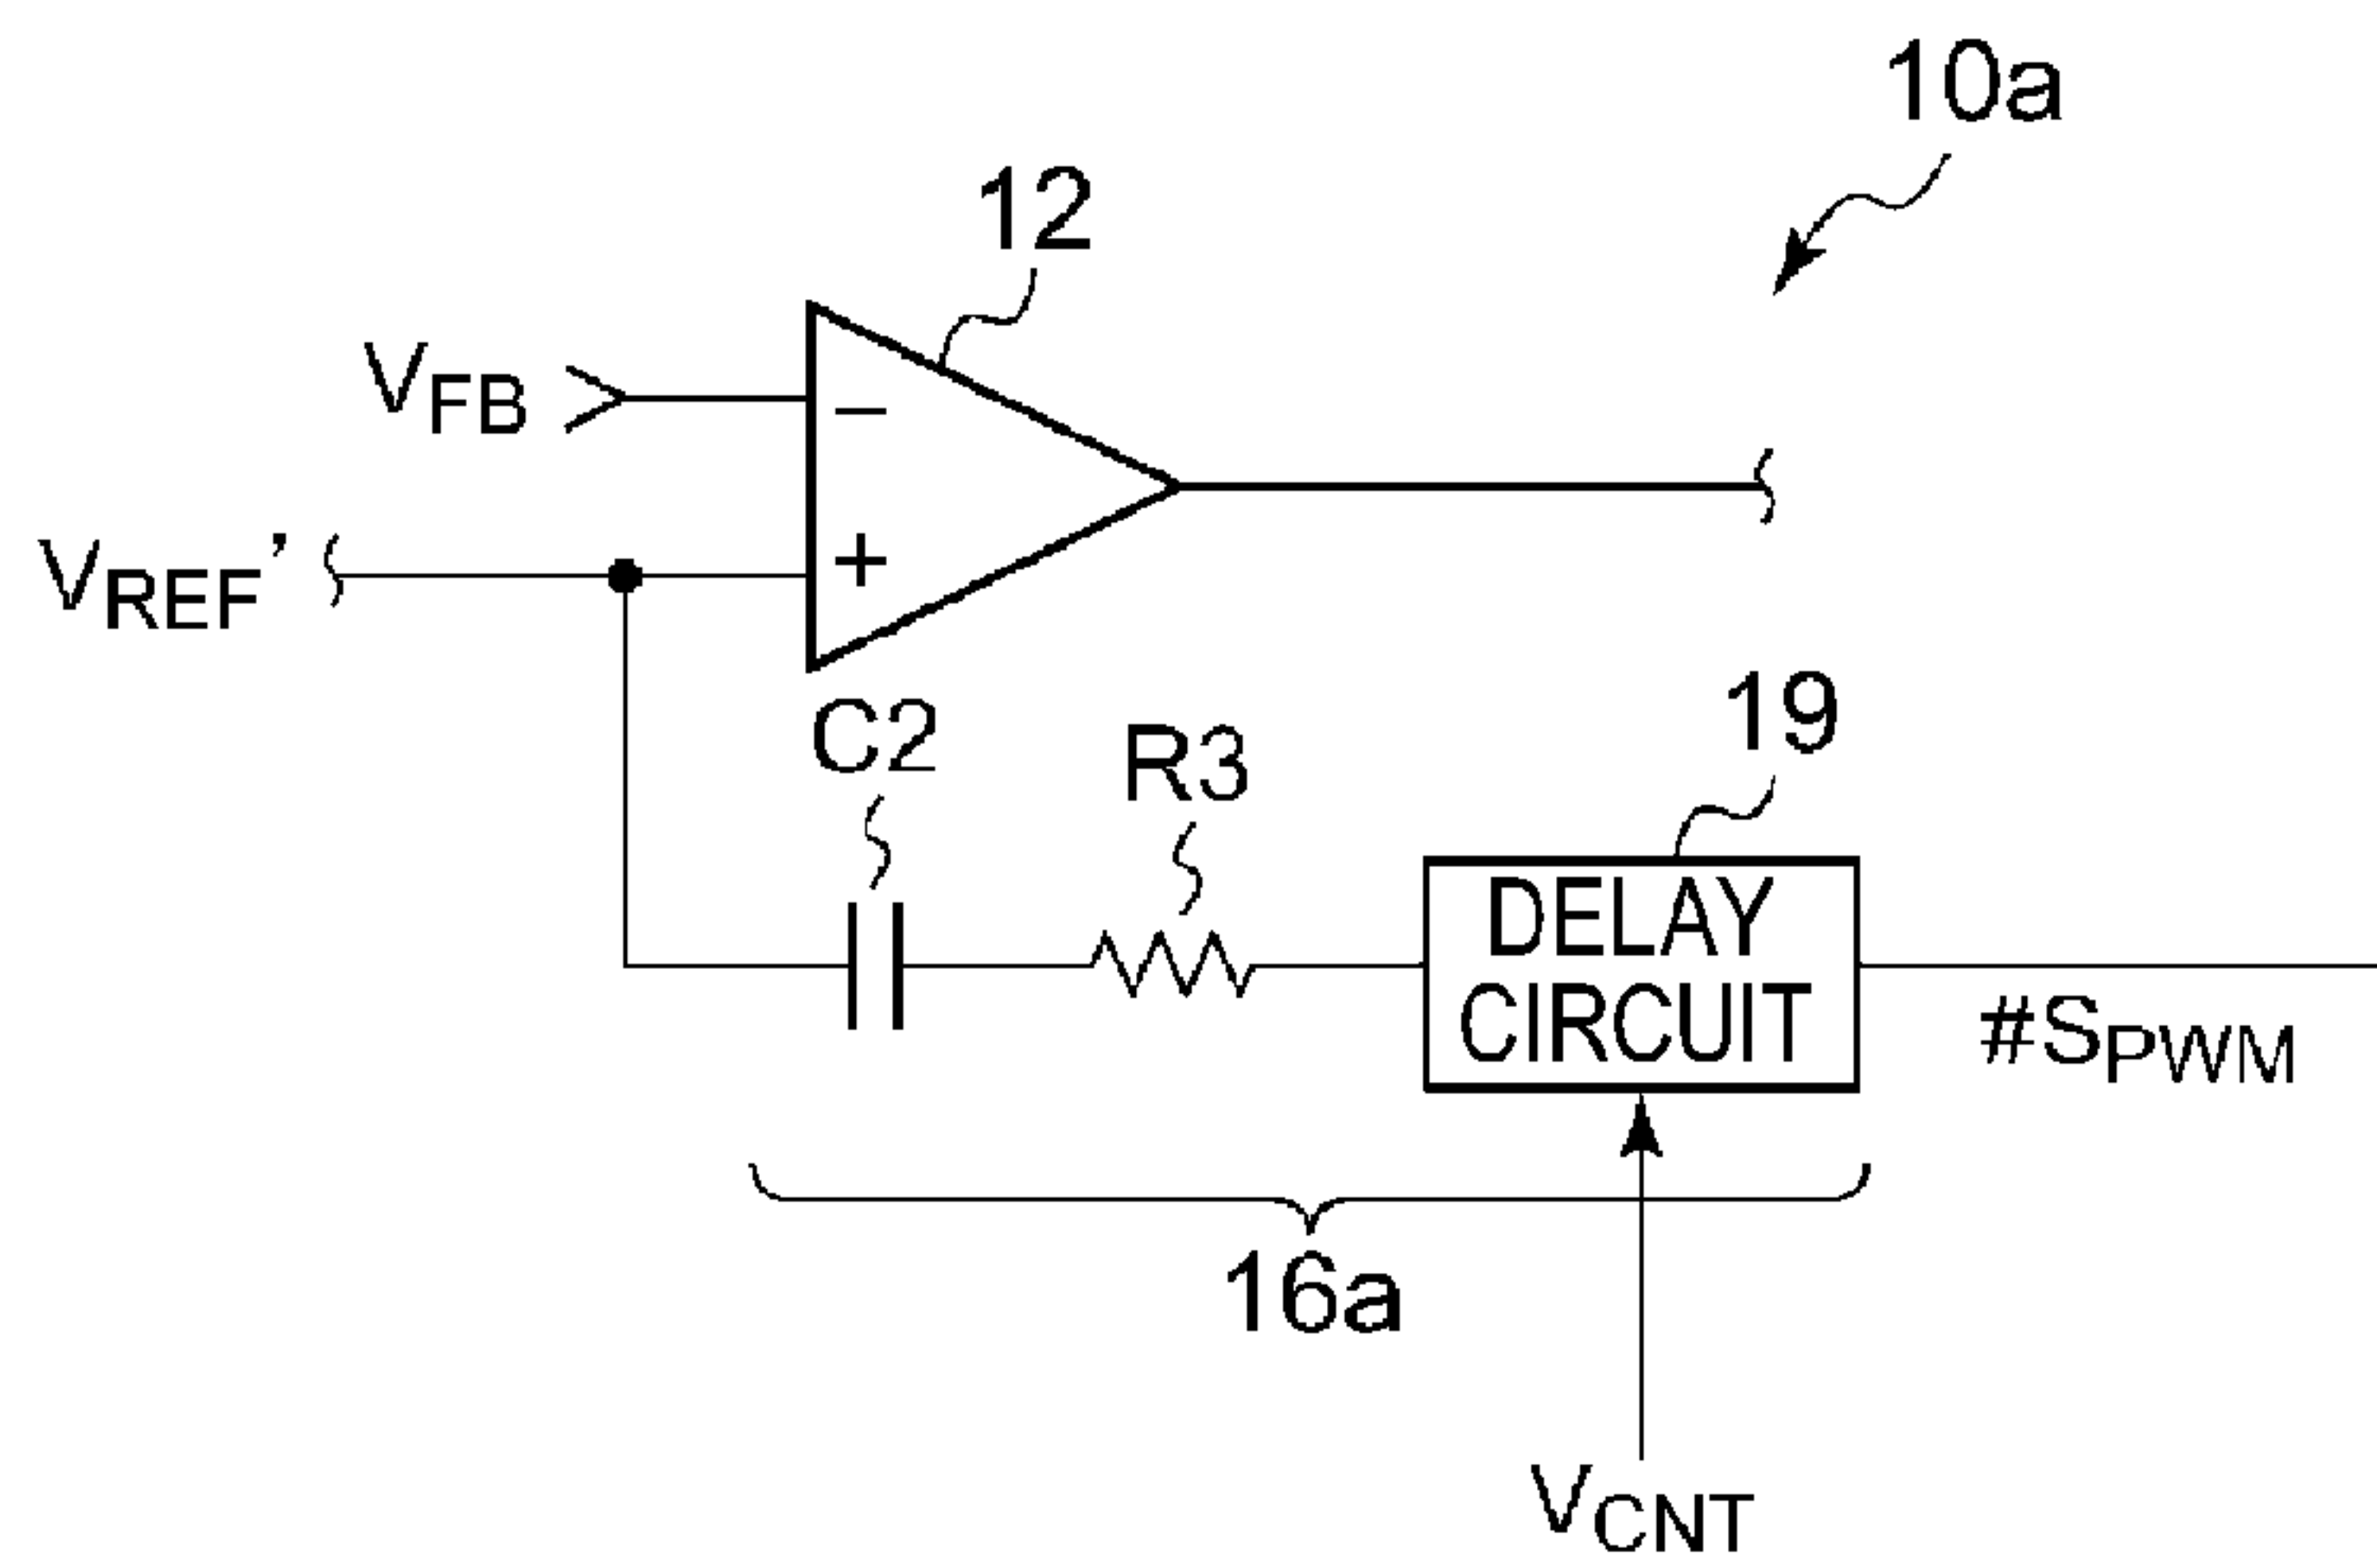 10a
12
VFB
−
VREF’
+
C2
R3
19
DELAY
CIRCUIT
#SPWM
16a
VCNT